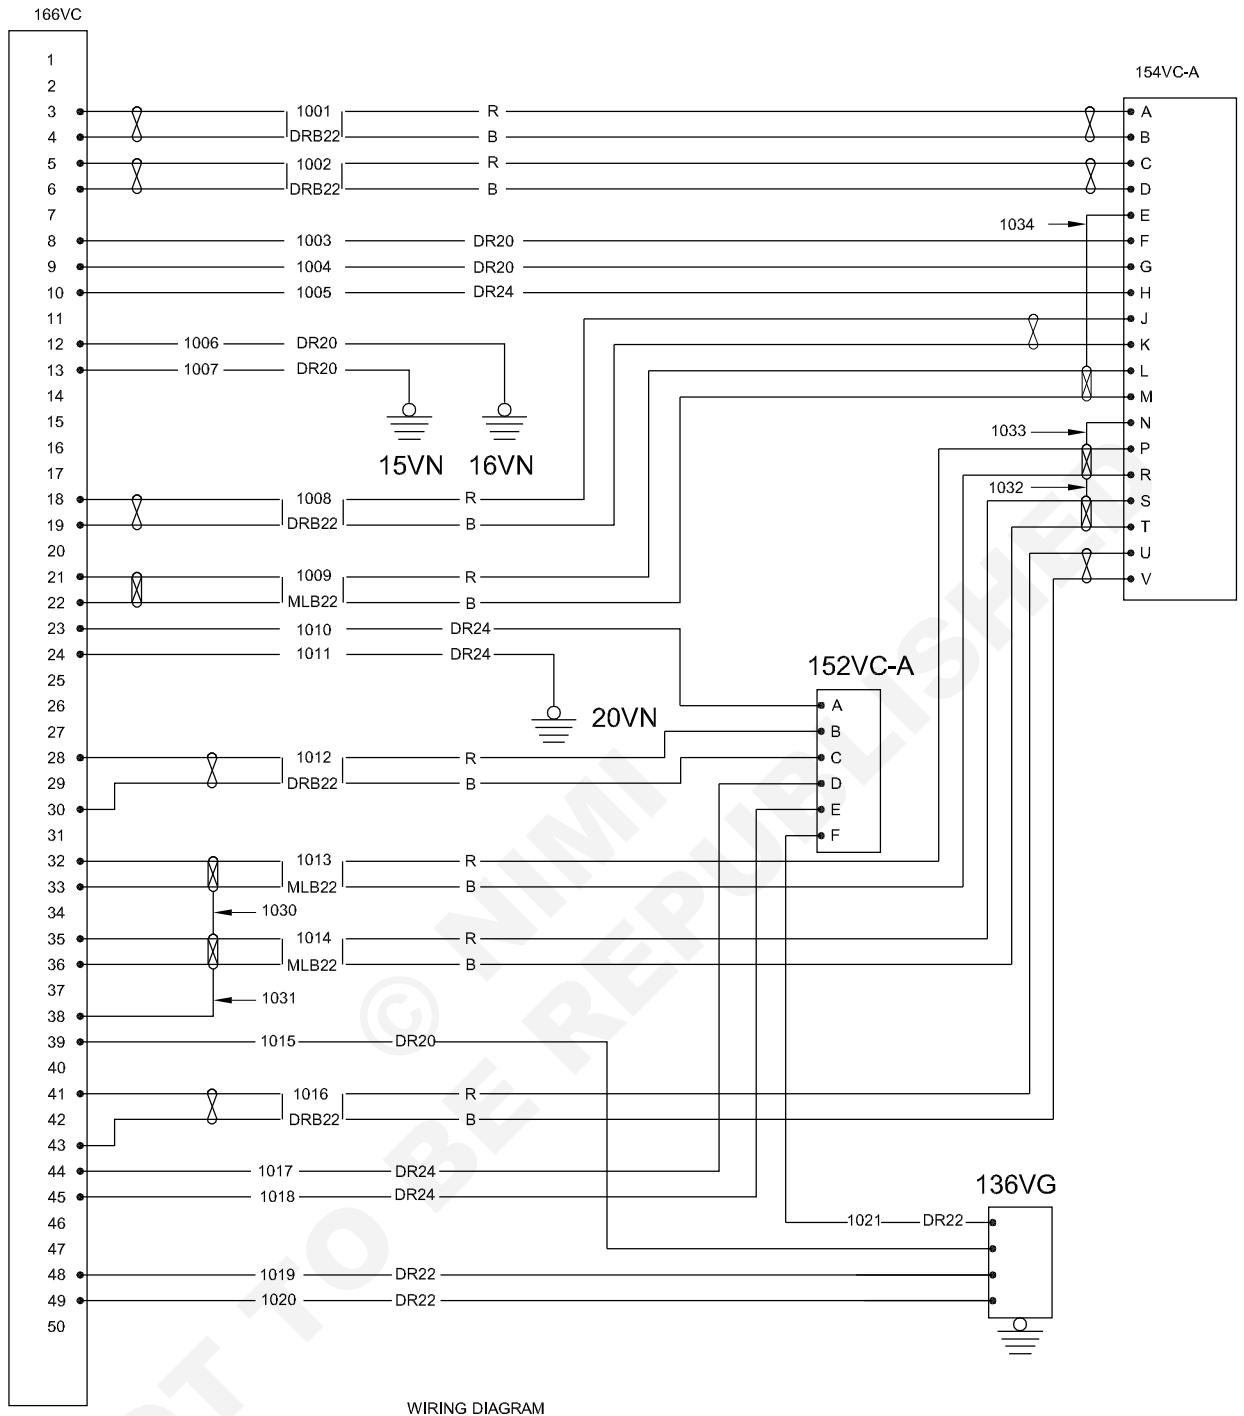 166VC
154VC-A
1
2
3 1001 R A
4 DRB22 B B
5 1002 R C
6 DRB22 B D
7 E
1034
8 1003 DR20 F
9 1004 DR20 G
10 1005 DR24 H
11 J
12 1006 DR20 K
13 1007 DR20 L
14 M
15 N
1033
16 P
15VN 16VN
17 R
1032
18 1008 R S
19 DRB22 B T
20 U
21 1009 R V
22 MLB22 B
23 1010 DR24
24 1011 DR24
152VC-A
25
26 A
20VN
27 B
28 1012 R C
29 DRB22 B D
30 E
31 F
32 1013 R
33 MLB22 B
34 1030
35 1014 R
36 MLB22 B
37 1031
38
39 1015 DR20
40
41 1016 R
42 DRB22 B
43
44 1017 DR24
45 1018 DR24
136VG
46 1021 DR22
47
48 1019 DR22
49 1020 DR22
50
WIRING DIAGRAM
© NIMI
OT TO BE REPUBLISHED